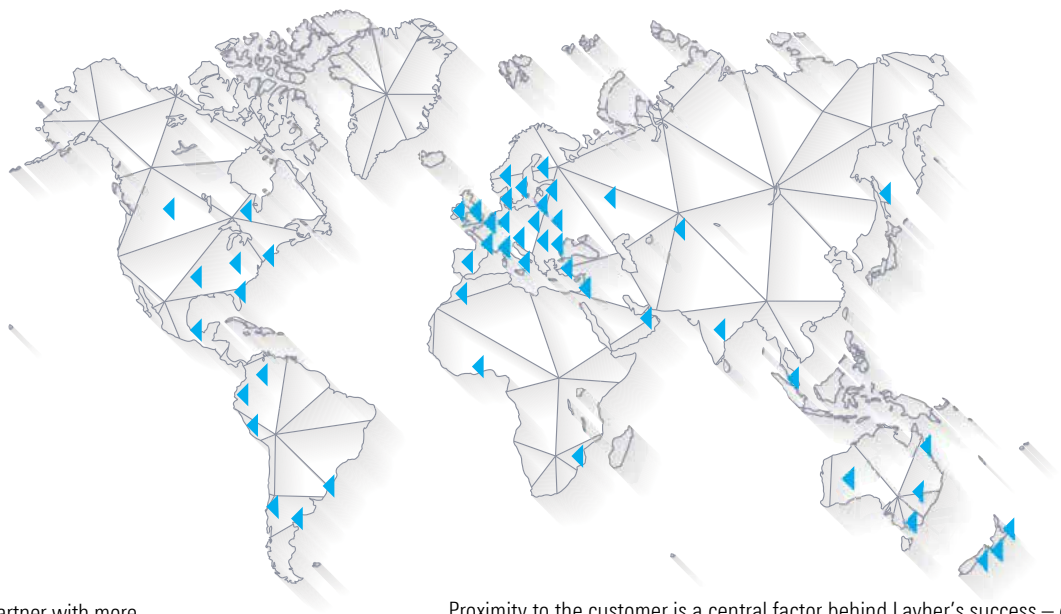 artner with more
Proximity to the customer is a central factor behind Layher's success –